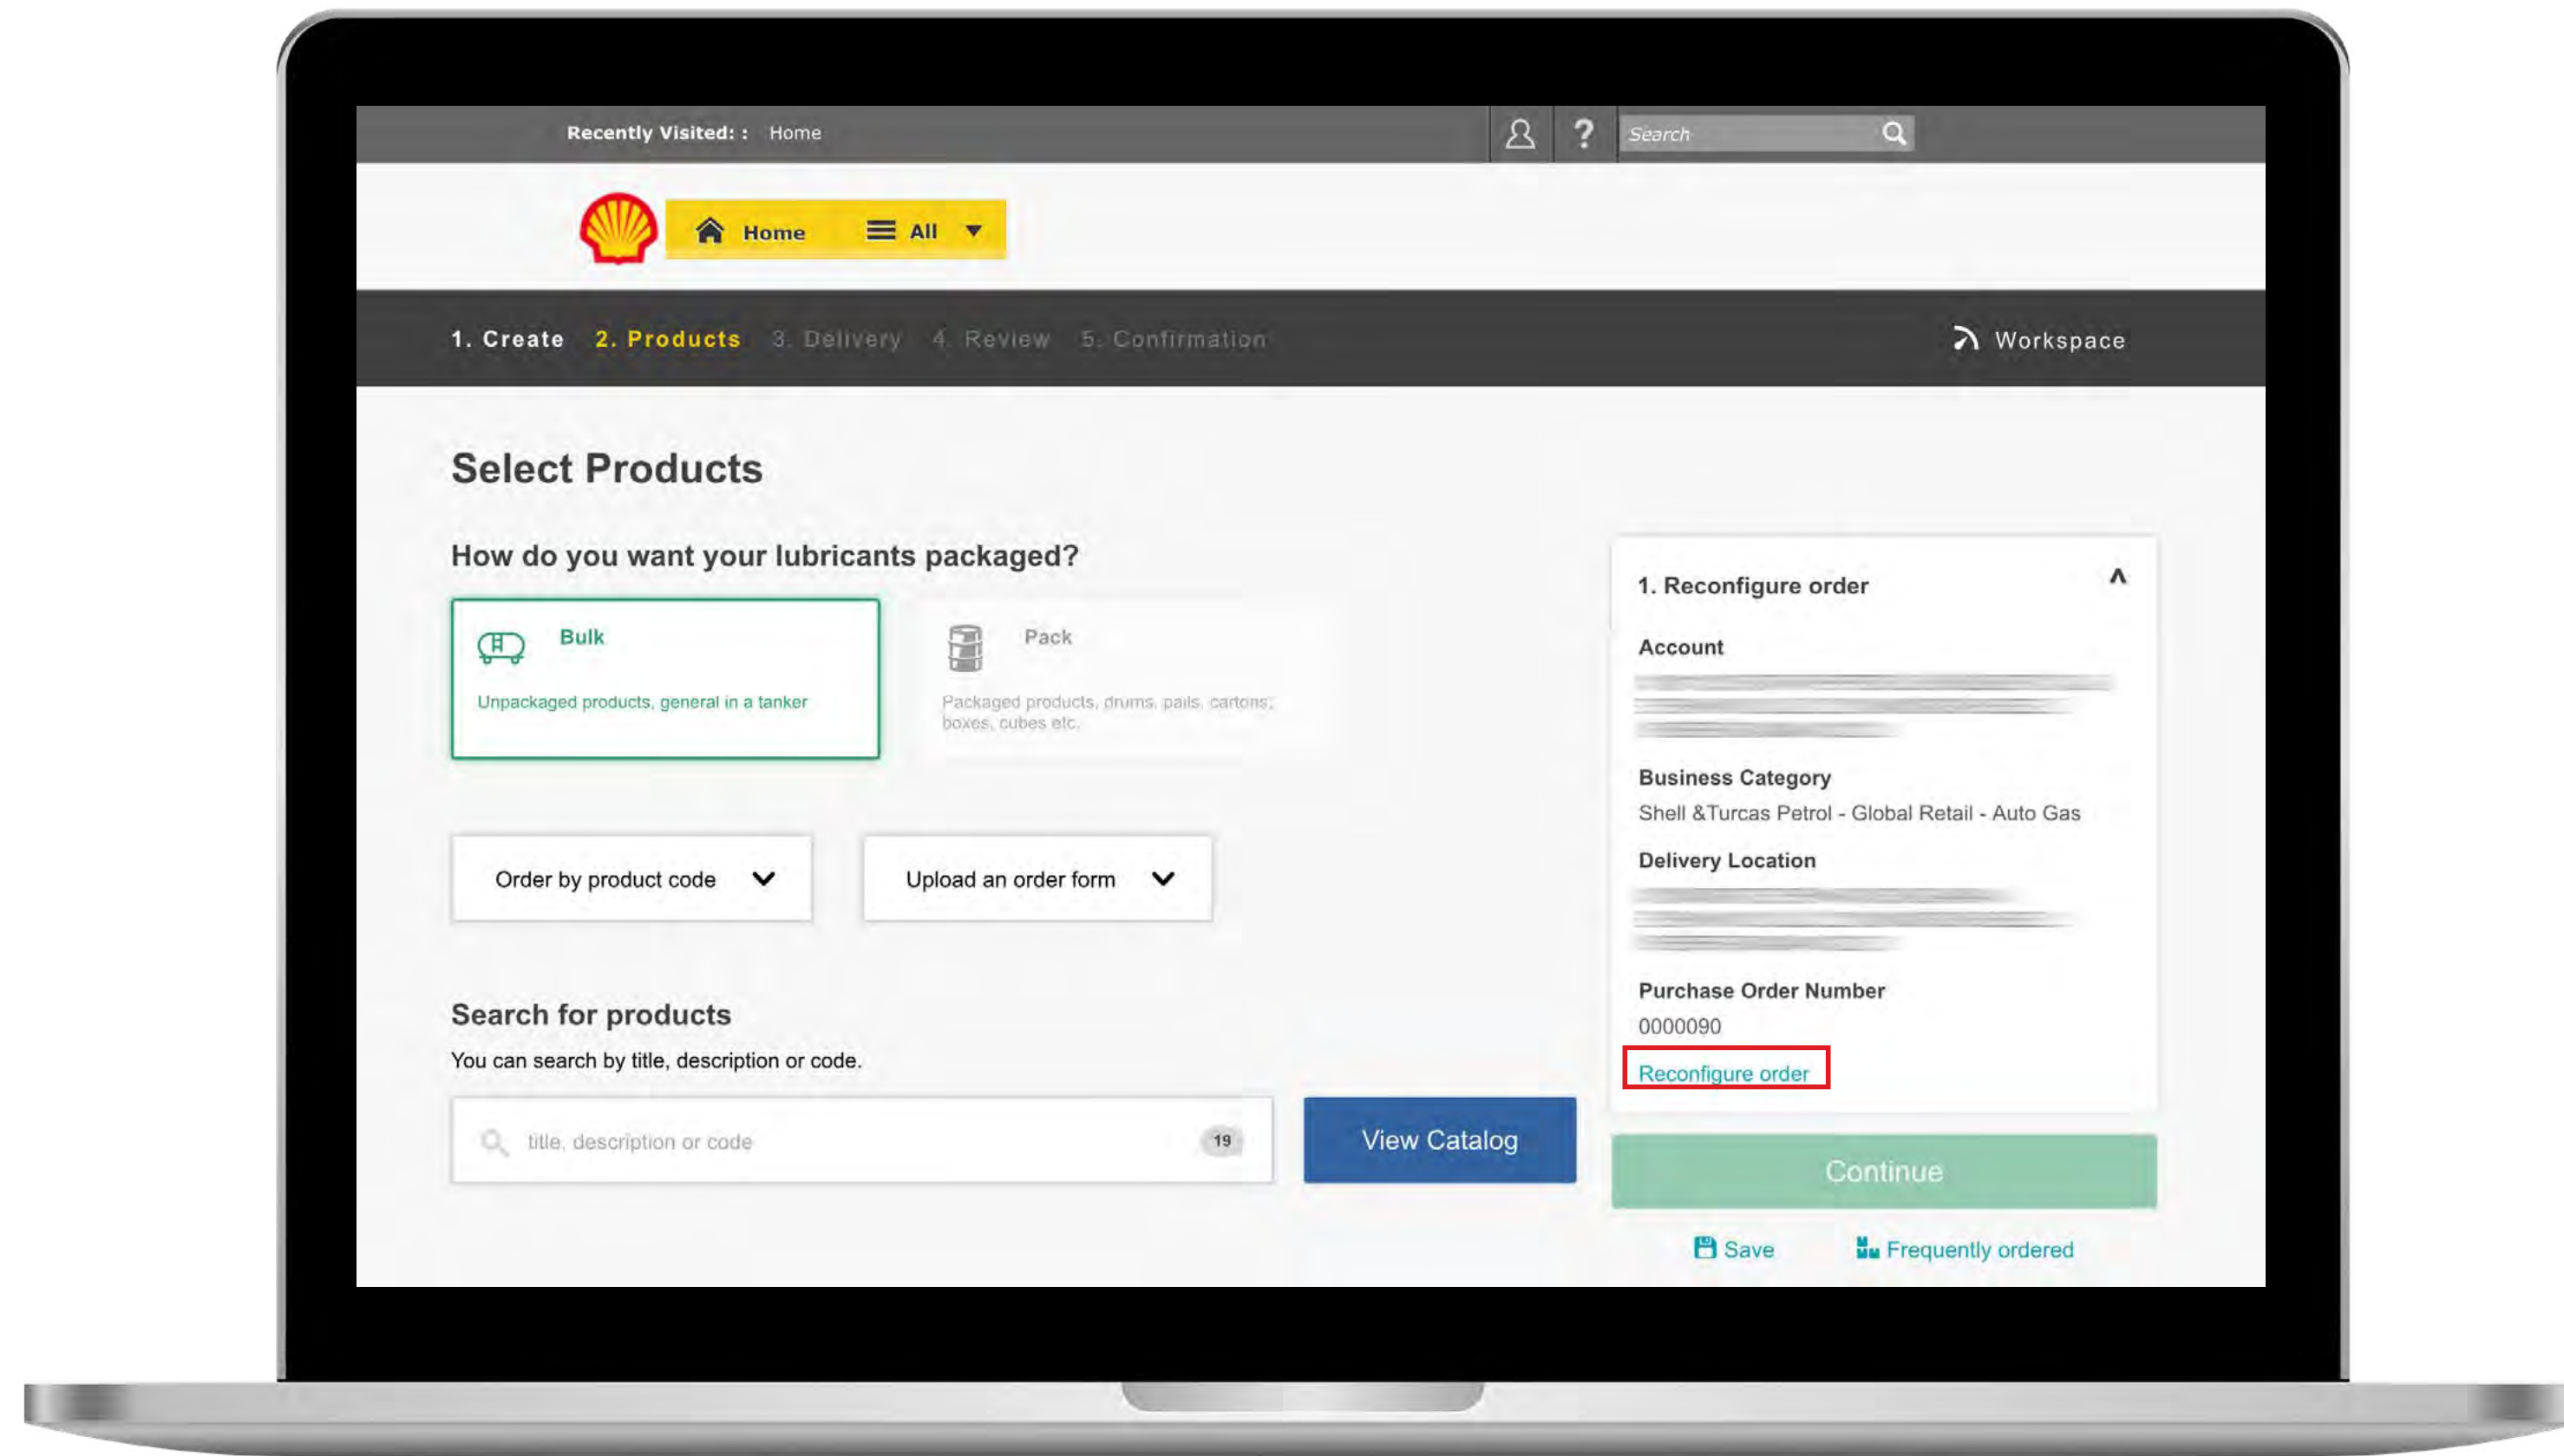 Recently Visited: : Home
? Search
Home All
1. Create 2. Products 3. Delivery 4. Review 5. Confirmation
Workspace
Select Products
How do you want your lubricants packaged?
Bulk
Unpackaged products, general in a tanker
Pack
Packaged products, drums, pails, cartons,
boxes, cubes etc.
Order by product code
Upload an order form
Search for products
You can search by title, description or code.
title, description or code 19
View Catalog
1. Reconfigure order
Account
Business Category
Shell &Turcas Petrol - Global Retail - Auto Gas
Delivery Location
Purchase Order Number
0000090
Reconfigure order
Continue
Save Frequently ordered